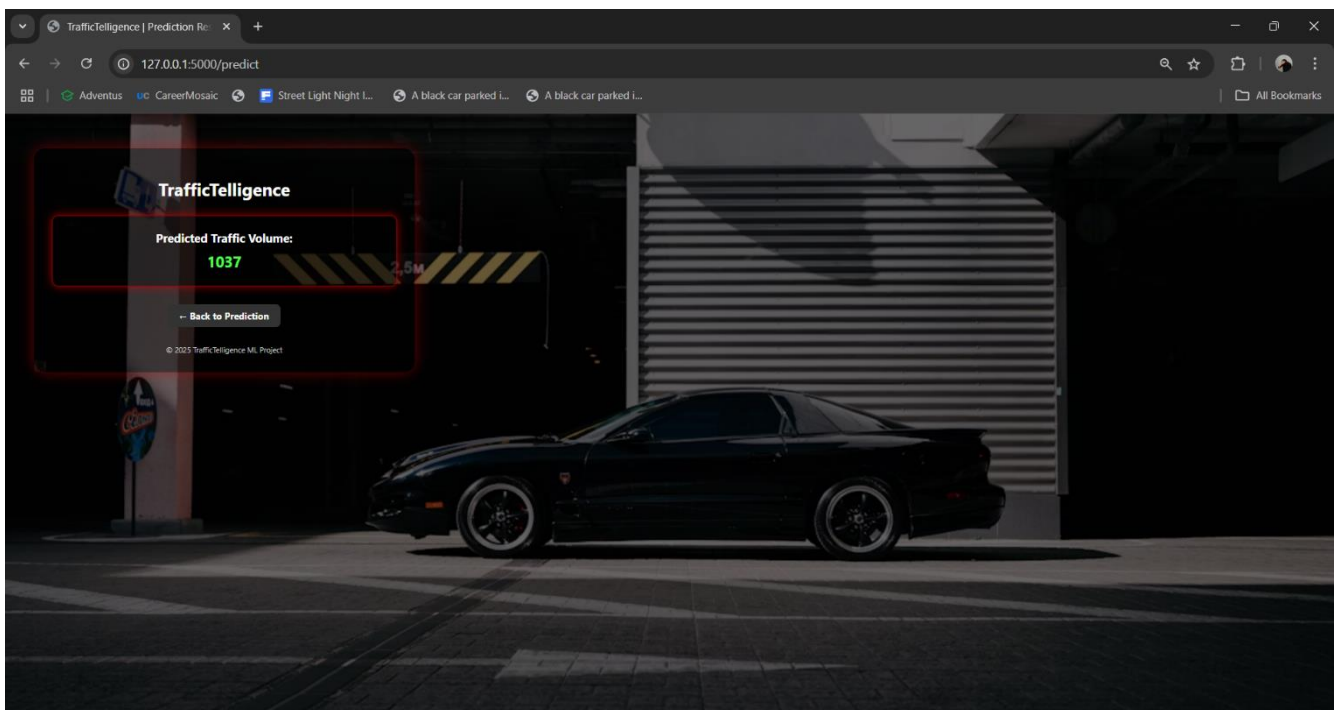 TrafficTelligence | Prediction Re
127.0.0.1:5000/predict
Adventus
UC CareerMosaic
Street Light Night I...
A black car parked i...
A black car parked i...
All Bookmarks
TrafficTelligence
Predicted Traffic Volume:
1037
2,5м
← Back to Prediction
© 2025 TrafficTelligence ML Project